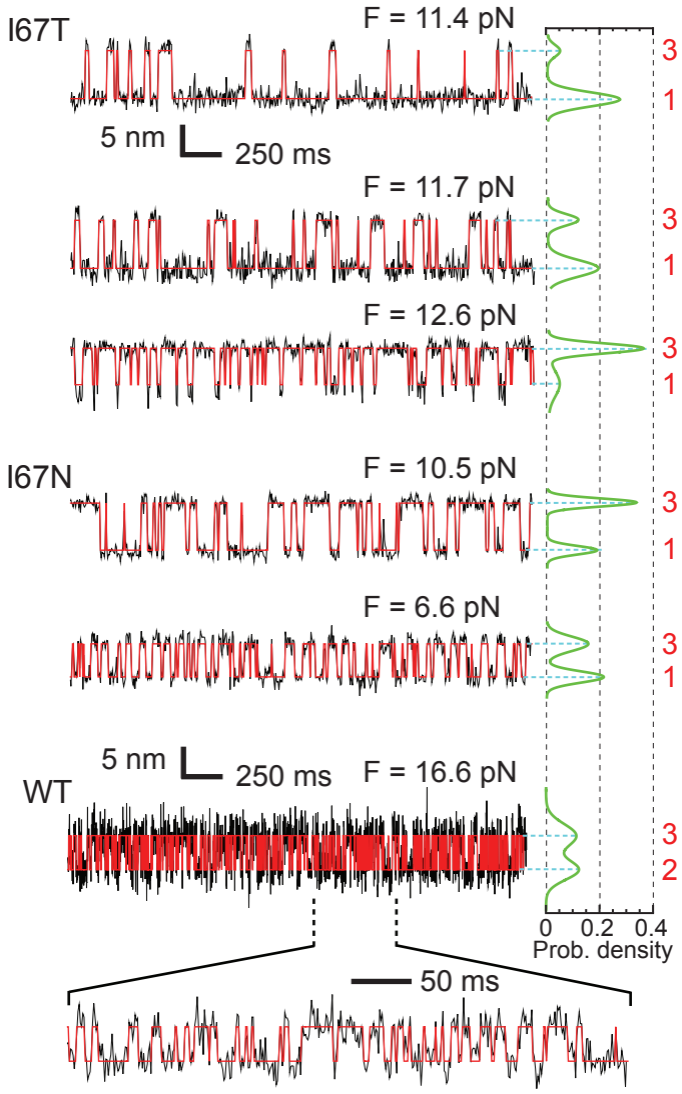 I67T
F = 11.4 pN
3
1
5 nm
250 ms
F = 11.7 pN
3
1
F = 12.6 pN
3
1
I67N
F = 10.5 pN
3
1
F = 6.6 pN
3
1
5 nm
250 ms
F = 16.6 pN
WT
3
2
0 0.2 0.4
Prob. density
50 ms